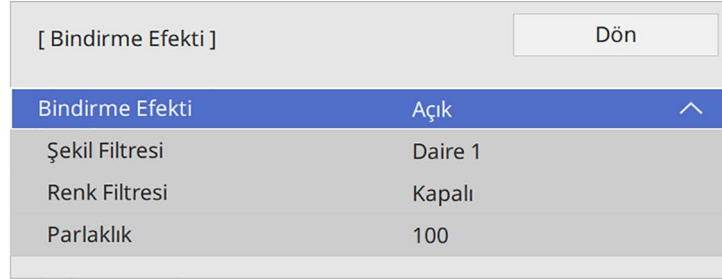 [ Bindirme Efekti ] Dön
Bindirme Efekti Açık
Şekil Filtresi Daire 1
Renk Filtresi Kapalı
Parlaklık 100